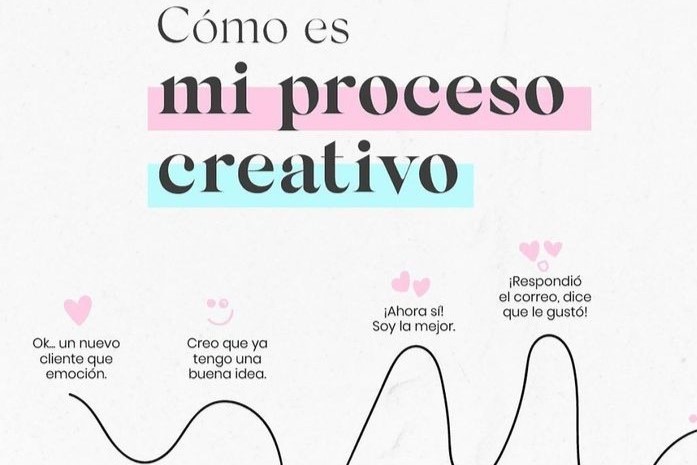 Cómo es
mi proceso
creativo
Ok... un nuevo
cliente que
emoción.
Creo que ya
tengo una
buena idea.
¡Ahora sí!
Soy la mejor.
¡Respondió
el correo, dice
que le gustó!